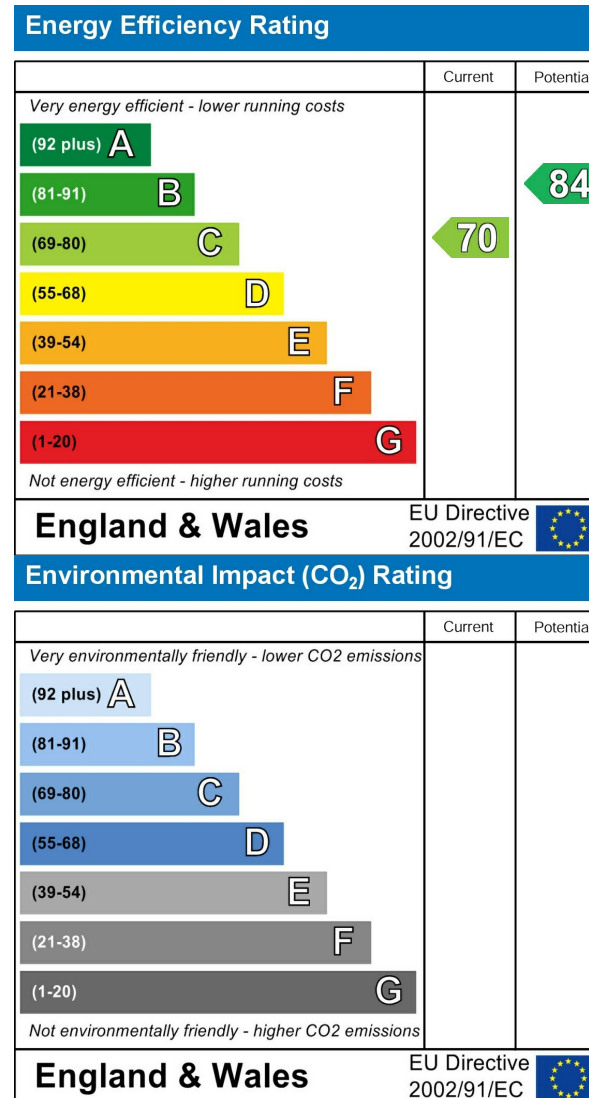 Energy Efficiency Rating
Current Potentia
Very energy efficient - lower running costs
(92 plus) A
(81-91) B
84
(69-80) C
70
(55-68) D
(39-54) E
(21-38) F
(1-20) G
Not energy efficient - higher running costs
England & Wales
EU Directive
2002/91/EC
Environmental Impact (CO₂) Rating
Current Potentia
Very environmentally friendly - lower CO2 emissions
(92 plus) A
(81-91) B
(69-80) C
(55-68) D
(39-54) E
(21-38) F
(1-20) G
Not environmentally friendly - higher CO2 emissions
England & Wales
EU Directive
2002/91/EC